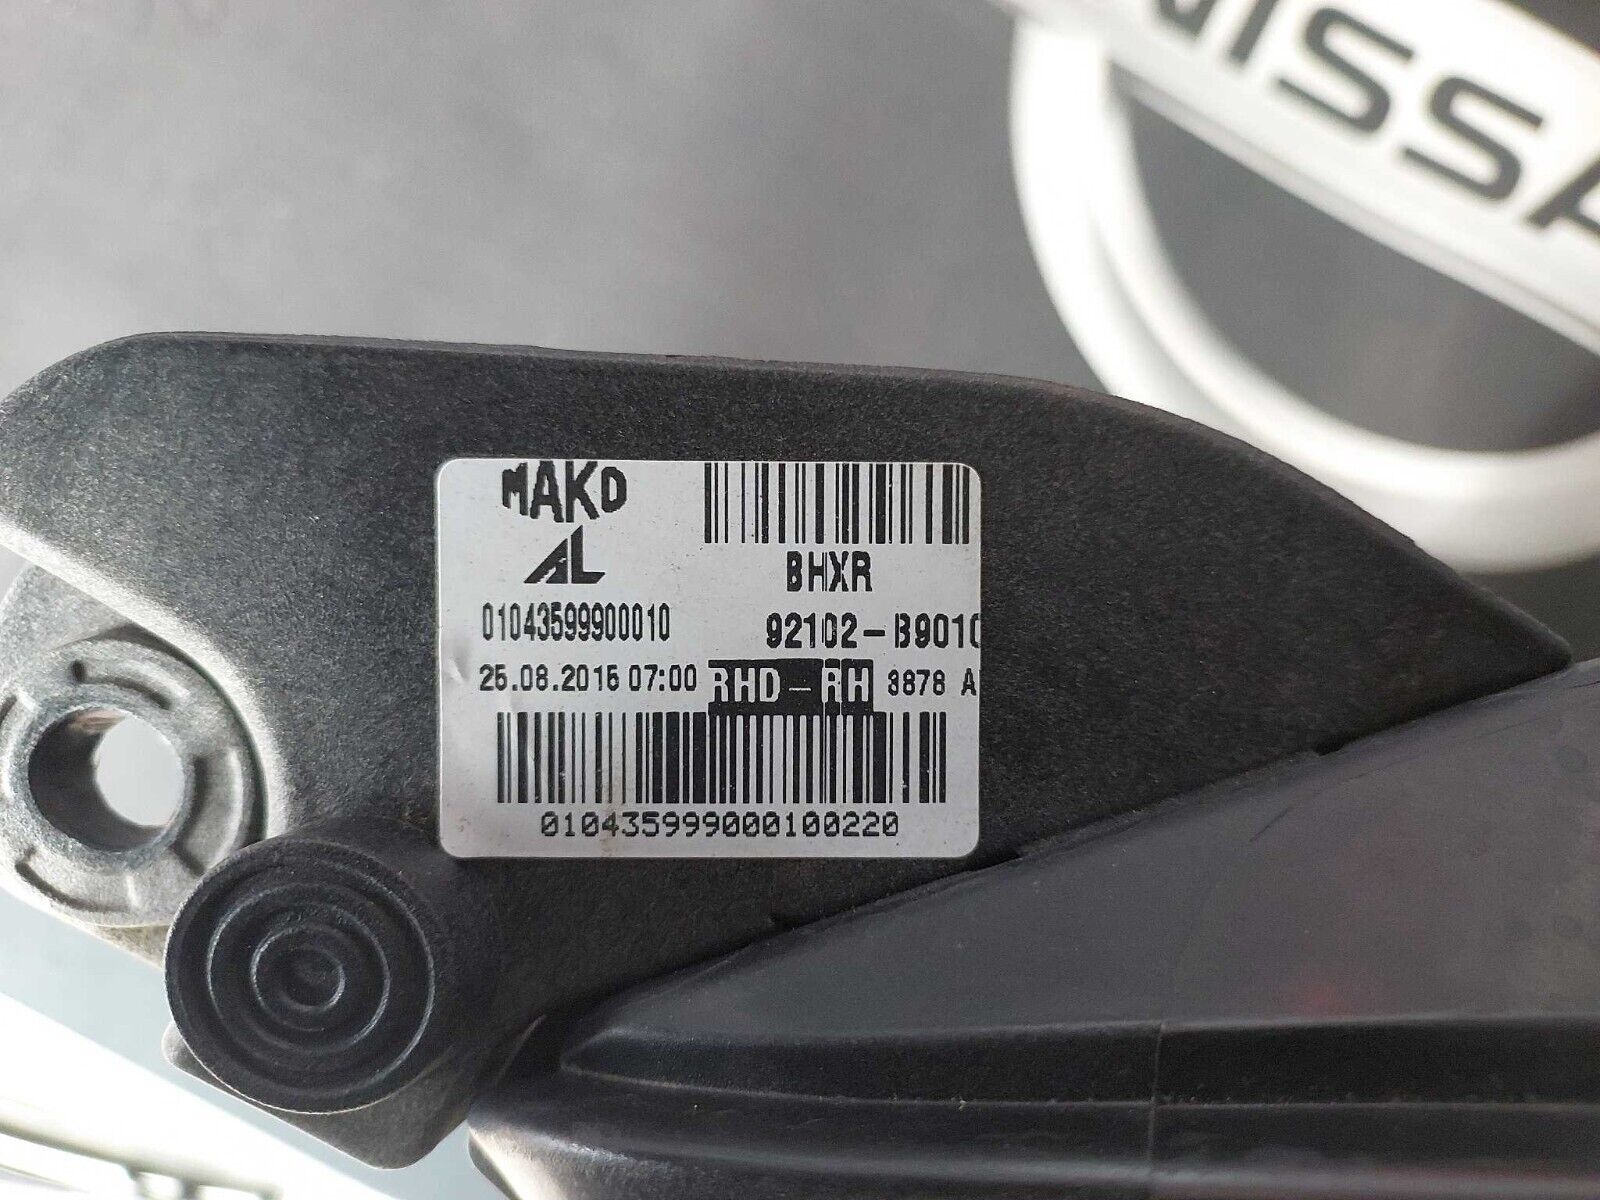 NISSA
MAKO
AL
BHXR
01043599900010
92102-B9010
25.08.2015 07:00
RHD-RH
3878 A
010435999000100220